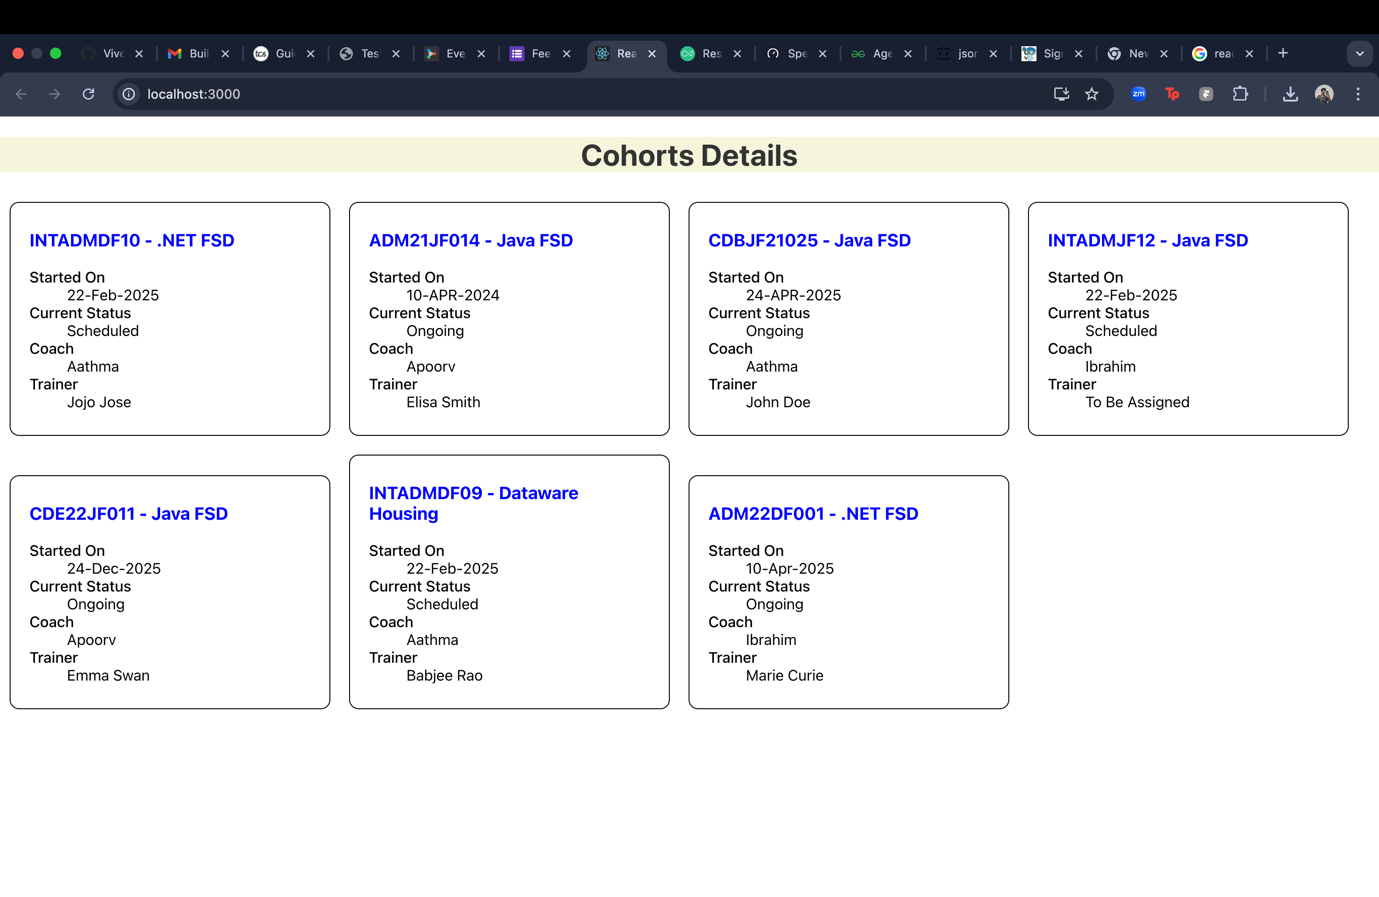 Vive
Buil
tcs
Gui
Tes
Eve
Fee
Rea
Res
Spe
Age
jsor
Sig
Nev
rea
localhost:3000
zm
Tp
Cohorts Details
INTADMDF10 - .NET FSD
Started On
22-Feb-2025
Current Status
Scheduled
Coach
Aathma
Trainer
Jojo Jose
ADM21JF014 - Java FSD
Started On
10-APR-2024
Current Status
Ongoing
Coach
Apoorv
Trainer
Elisa Smith
CDBJF21025 - Java FSD
Started On
24-APR-2025
Current Status
Ongoing
Coach
Aathma
Trainer
John Doe
INTADMJF12 - Java FSD
Started On
22-Feb-2025
Current Status
Scheduled
Coach
Ibrahim
Trainer
To Be Assigned
CDE22JF011 - Java FSD
Started On
24-Dec-2025
Current Status
Ongoing
Coach
Apoorv
Trainer
Emma Swan
INTADMDF09 - Dataware
Housing
Started On
22-Feb-2025
Current Status
Scheduled
Coach
Aathma
Trainer
Babjee Rao
ADM22DF001 - .NET FSD
Started On
10-Apr-2025
Current Status
Ongoing
Coach
Ibrahim
Trainer
Marie Curie